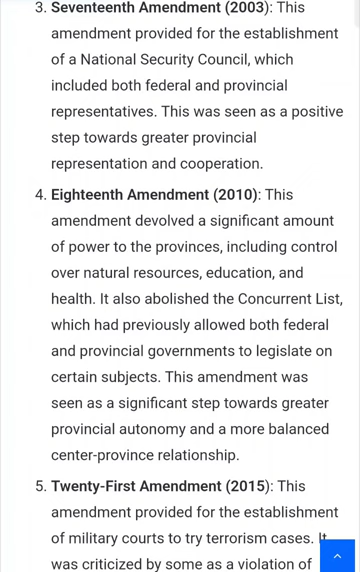 3. Seventeenth Amendment (2003): This
amendment provided for the establishment
of a National Security Council, which
included both federal and provincial
representatives. This was seen as a positive
step towards greater provincial
representation and cooperation.
4. Eighteenth Amendment (2010): This
amendment devolved a significant amount
of power to the provinces, including control
over natural resources, education, and
health. It also abolished the Concurrent List,
which had previously allowed both federal
and provincial governments to legislate on
certain subjects. This amendment was
seen as a significant step towards greater
provincial autonomy and a more balanced
center-province relationship.
5. Twenty-First Amendment (2015): This
amendment provided for the establishment
of military courts to try terrorism cases. It
was criticized by some as a violation of